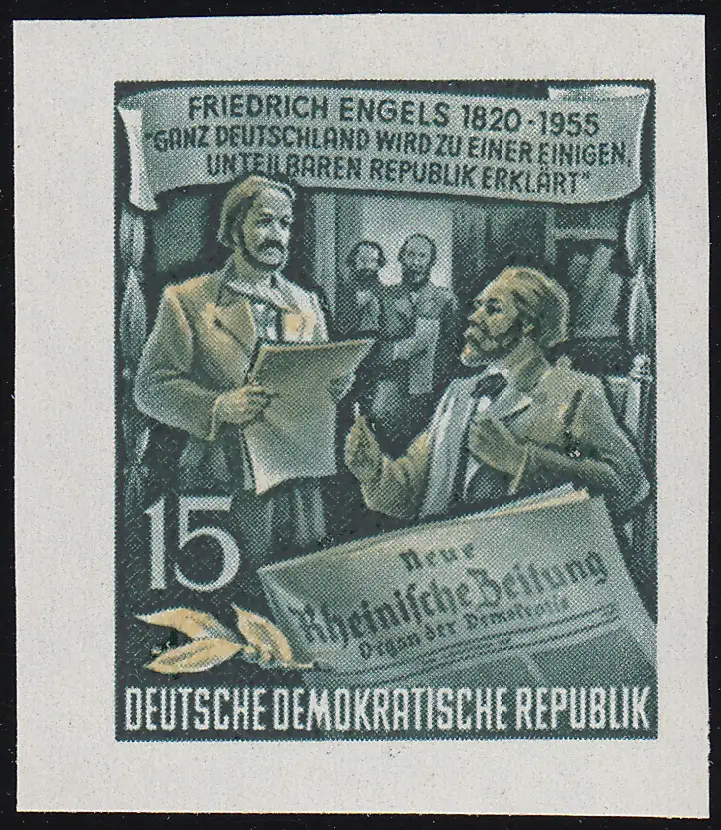 FRIEDRICH ENGELS 1820-1955
"GANZ DEUTSCHLAND WIRD ZU EINER EINIGEN,
UNTEILBAREN REPUBLIK ERKLÄRT"
15
Neue
Rheinische Zeitung
Organ der Demokratie
DEUTSCHE DEMOKRATISCHE REPUBLIK